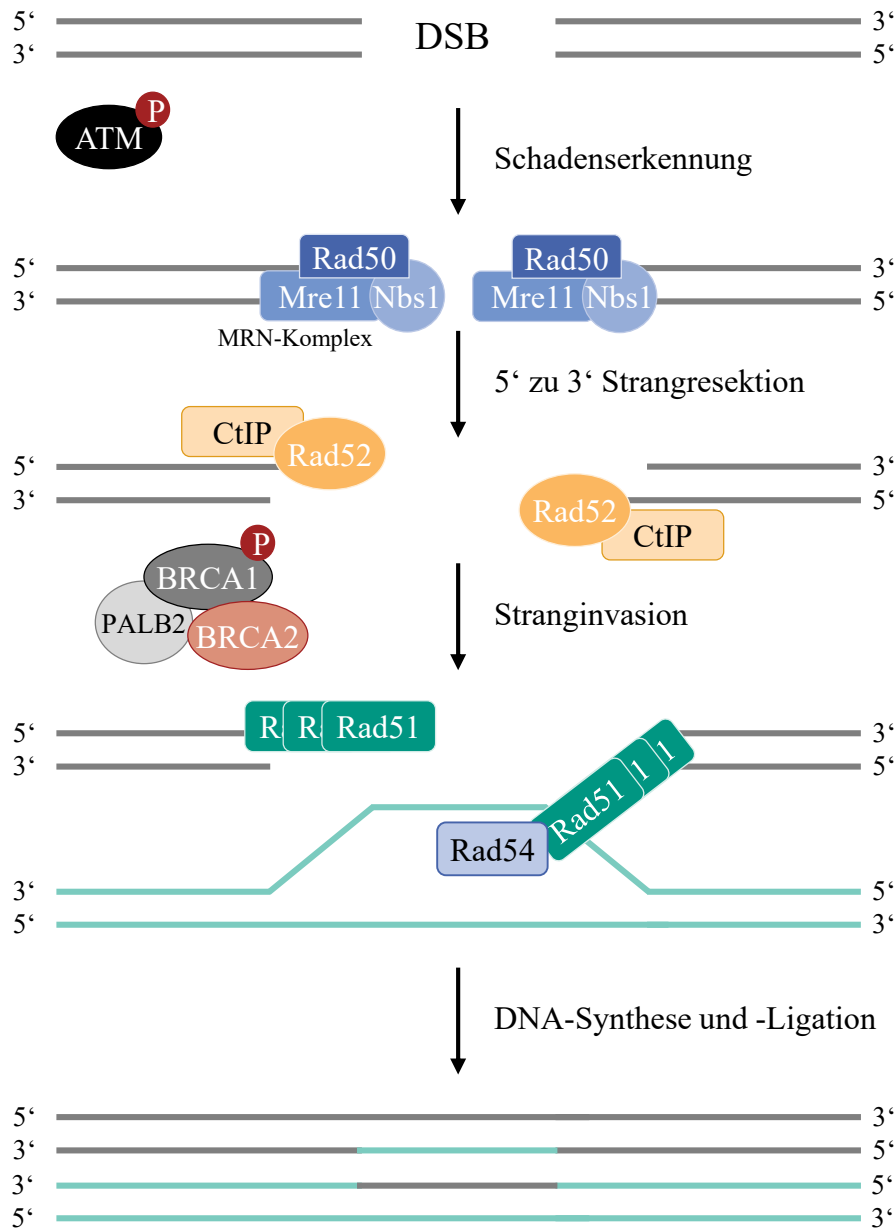 5‘ 3‘
DSB
3‘ 5‘
P
ATM
Schadenserkennung
Rad50 Rad50
5‘ 3‘
Mre11 Nbs1 Mre11 Nbs1
3‘ 5‘
MRN-Komplex
5‘ zu 3‘ Strangresektion
CtIP
Rad52
5‘ 3‘
3‘ 5‘
Rad52
CtIP
P
BRCA1
PALB2
BRCA2
Stranginvasion
5‘ Ra Ra Rad51 3‘
3‘ 5‘
Rad51 1 1
Rad54
3‘ 5‘
5‘ 3‘
DNA-Synthese und -Ligation
5‘ 3‘
3‘ 5‘
3‘ 5‘
5‘ 3‘